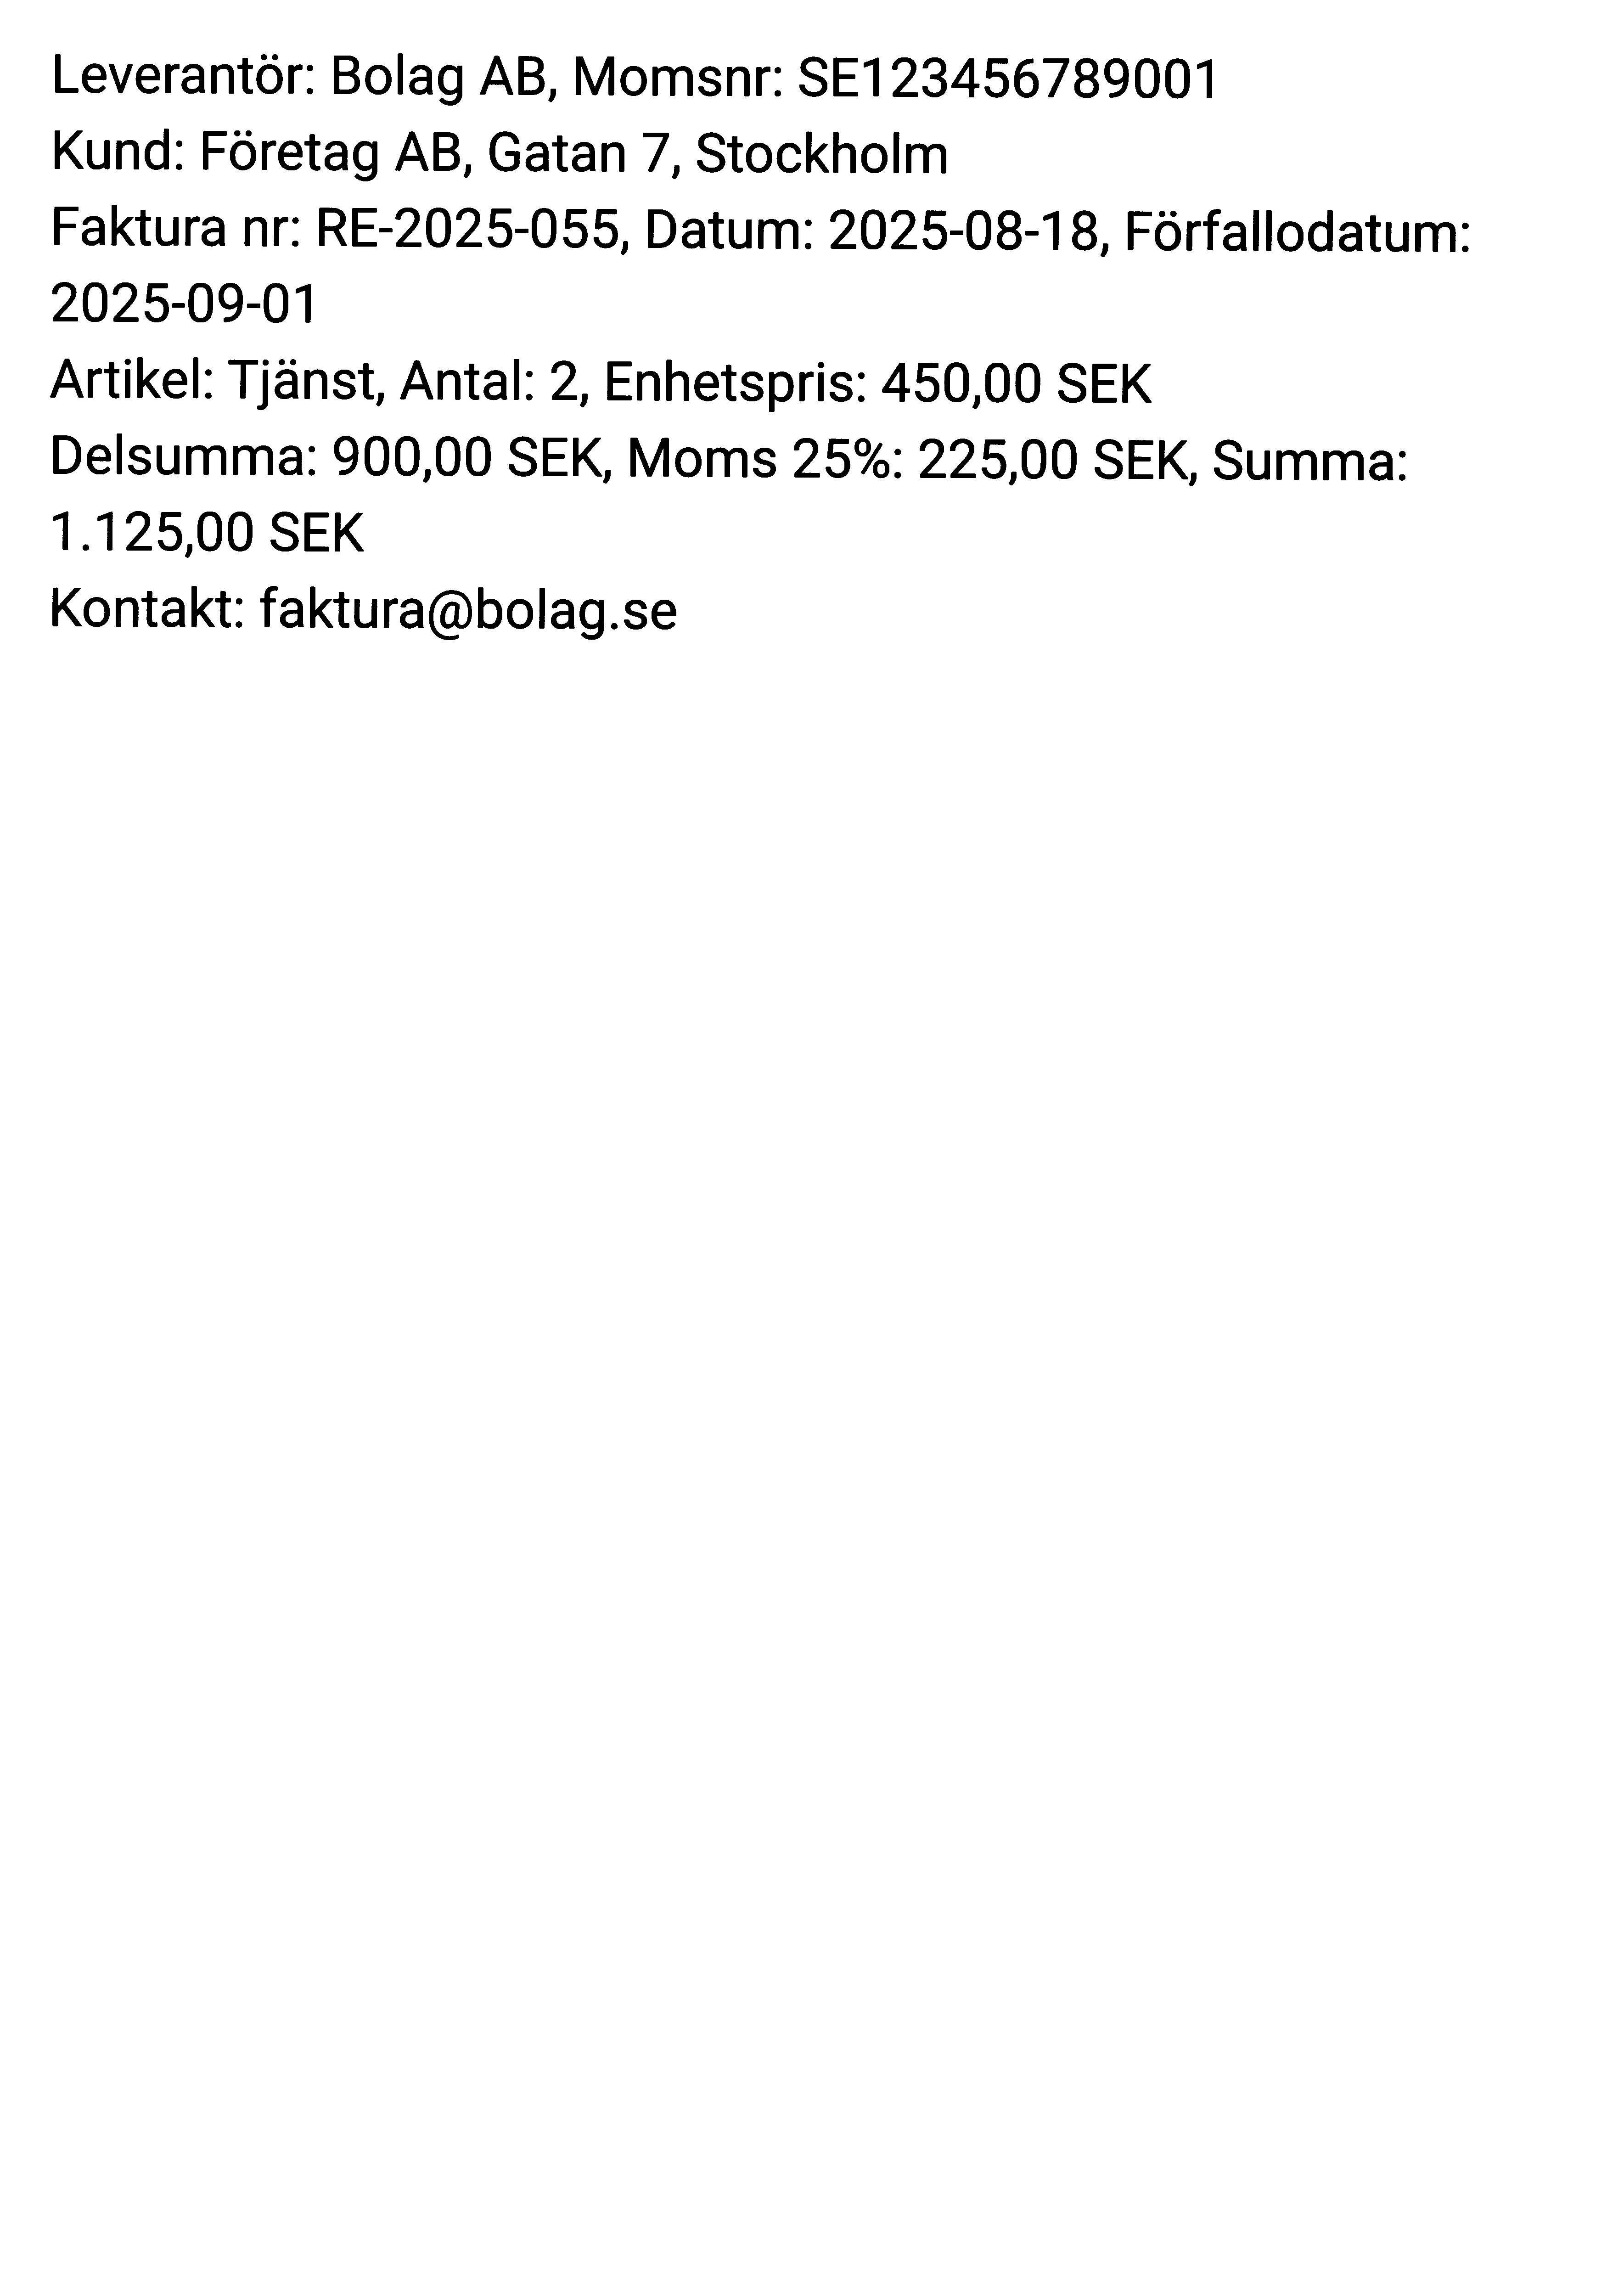 Leverantör: Bolag AB, Momsnr: SE123456789001
Kund: Företag AB, Gatan 7, Stockholm
Faktura nr: RE-2025-055, Datum: 2025-08-18, Förfallodatum:
2025-09-01
Artikel: Tjänst, Antal: 2, Enhetspris: 450,00 SEK
Delsumma: 900,00 SEK, Moms 25%: 225,00 SEK, Summa:
1.125,00 SEK
Kontakt: faktura@bolag.se